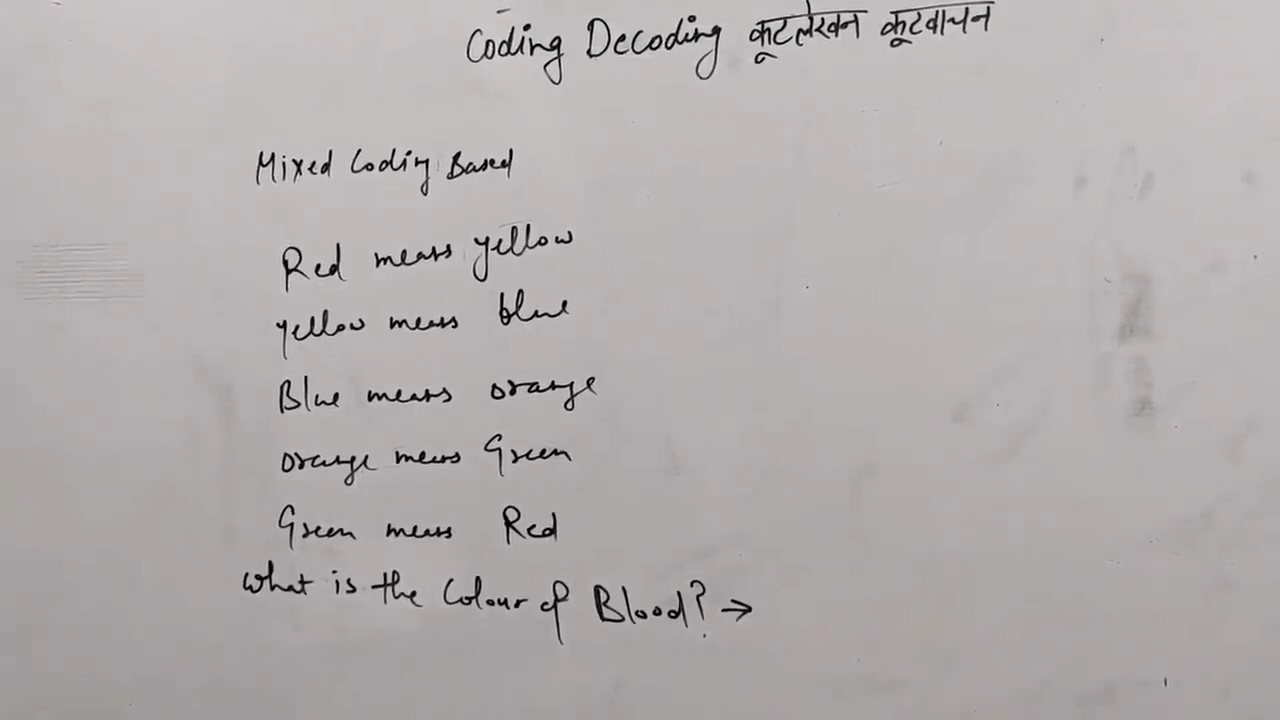 Coding Decoding कूटलेखन कूटवाचन
Mixed Coding Based
Red means yellow
yellow means blue
Blue means orange
orange means Green
Green means Red
What is the Colour of Blood? →